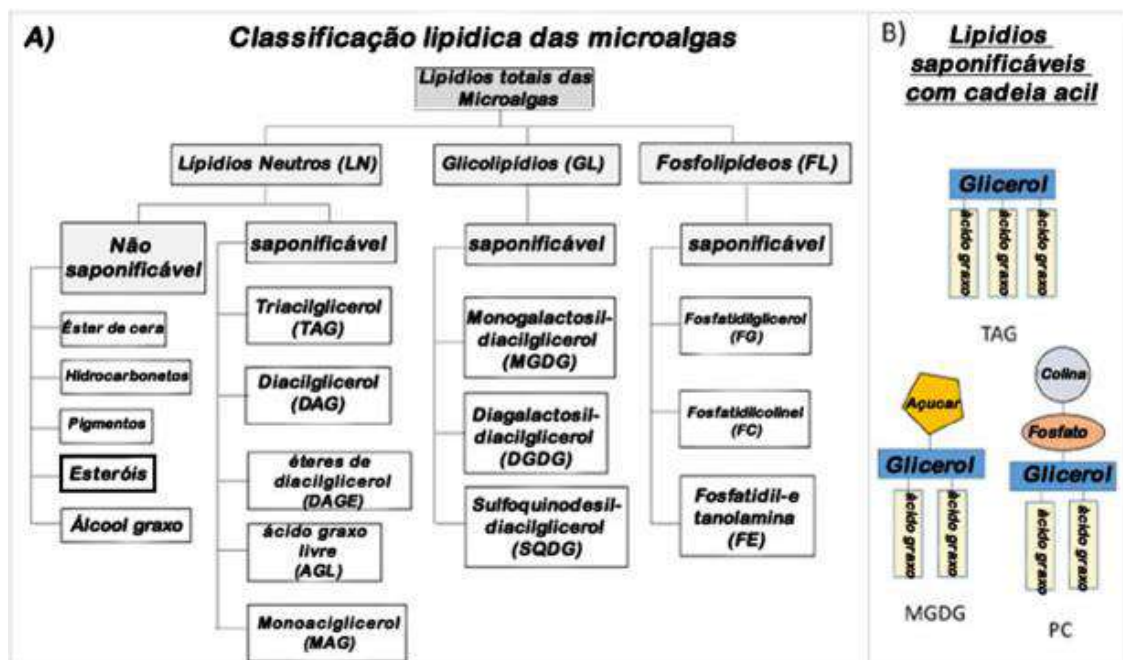 A)
Classificação lipidica das microalgas
Lipidios totais das
Microalgas
Lípidios Neutros (LN)
Glicolipídios (GL)
Fosfolipídeos (FL)
Não
saponificável
Éster de cera
Hidrocarbonetos
Pigmentos
Esteróis
Álcool graxo
saponificável
Triacilglicerol
(TAG)
Diacilglicerol
(DAG)
éteres de
diacilglicerol
(DAGE)
ácido graxo
livre
(AGL)
Monoaciglicerol
(MAG)
saponificável
Monogalactosil-
diacilglicerol
(MGDG)
Diagalactosil-
diacilglicerol
(DGDG)
Sulfoquinodesil-
diacilglicerol
(SQDG)
saponificável
Fosfatidilglicerol
(FG)
Fosfatidilcolinel
(FC)
Fosfatidil-e
tanolamina
(FE)
B)
Lipidios
saponificáveis
com cadeia acil
Glicerol
ácido graxo
ácido graxo
ácido graxo
TAG
Açucar
Glicerol
ácido graxo
ácido graxo
MGDG
Colina
Fosfato
Glicerol
ácido graxo
ácido graxo
PC